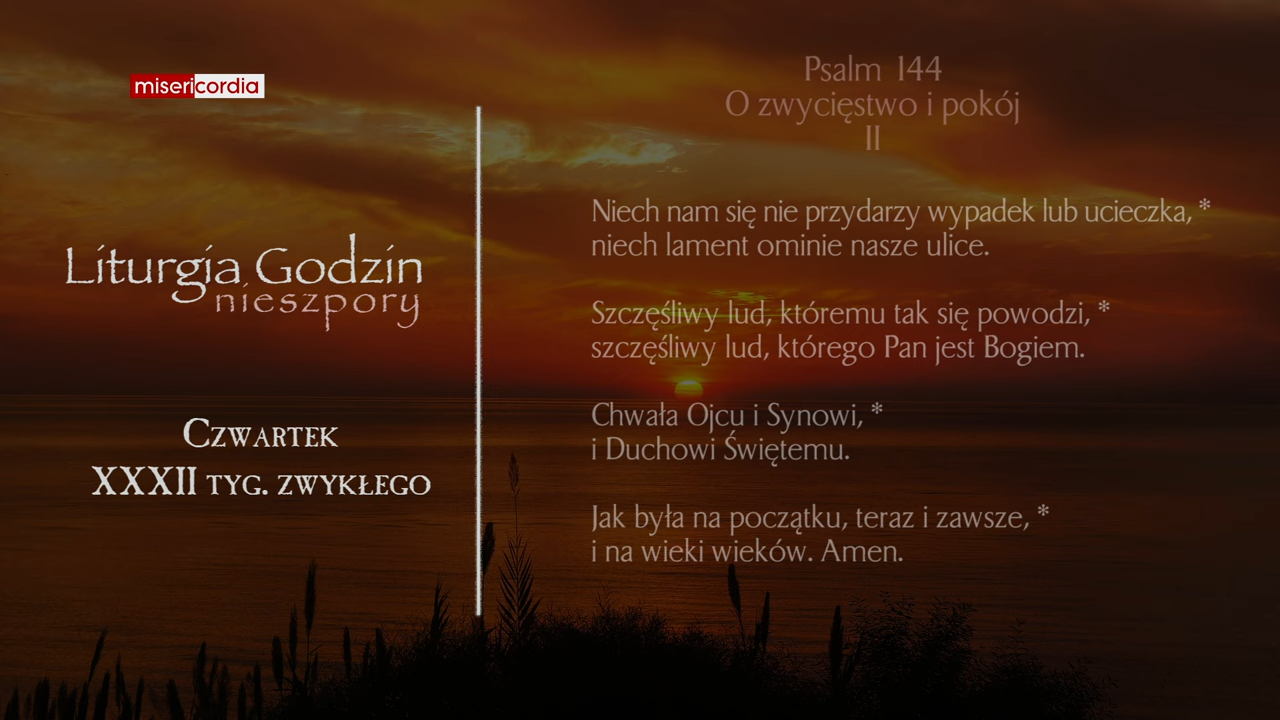 misericordia
Liturgia Godzin
nieszpory
Czwartek
XXXII tyg. zwykłego
Psalm 144
O zwycięstwo i pokój
II
Niech nam się nie przydarzy wypadek lub ucieczka, *
niech lament ominie nasze ulice.
Szczęśliwy lud, któremu tak się powodzi, *
szczęśliwy lud, którego Pan jest Bogiem.
Chwała Ojcu i Synowi, *
i Duchowi Świętemu.
Jak była na początku, teraz i zawsze, *
i na wieki wieków. Amen.